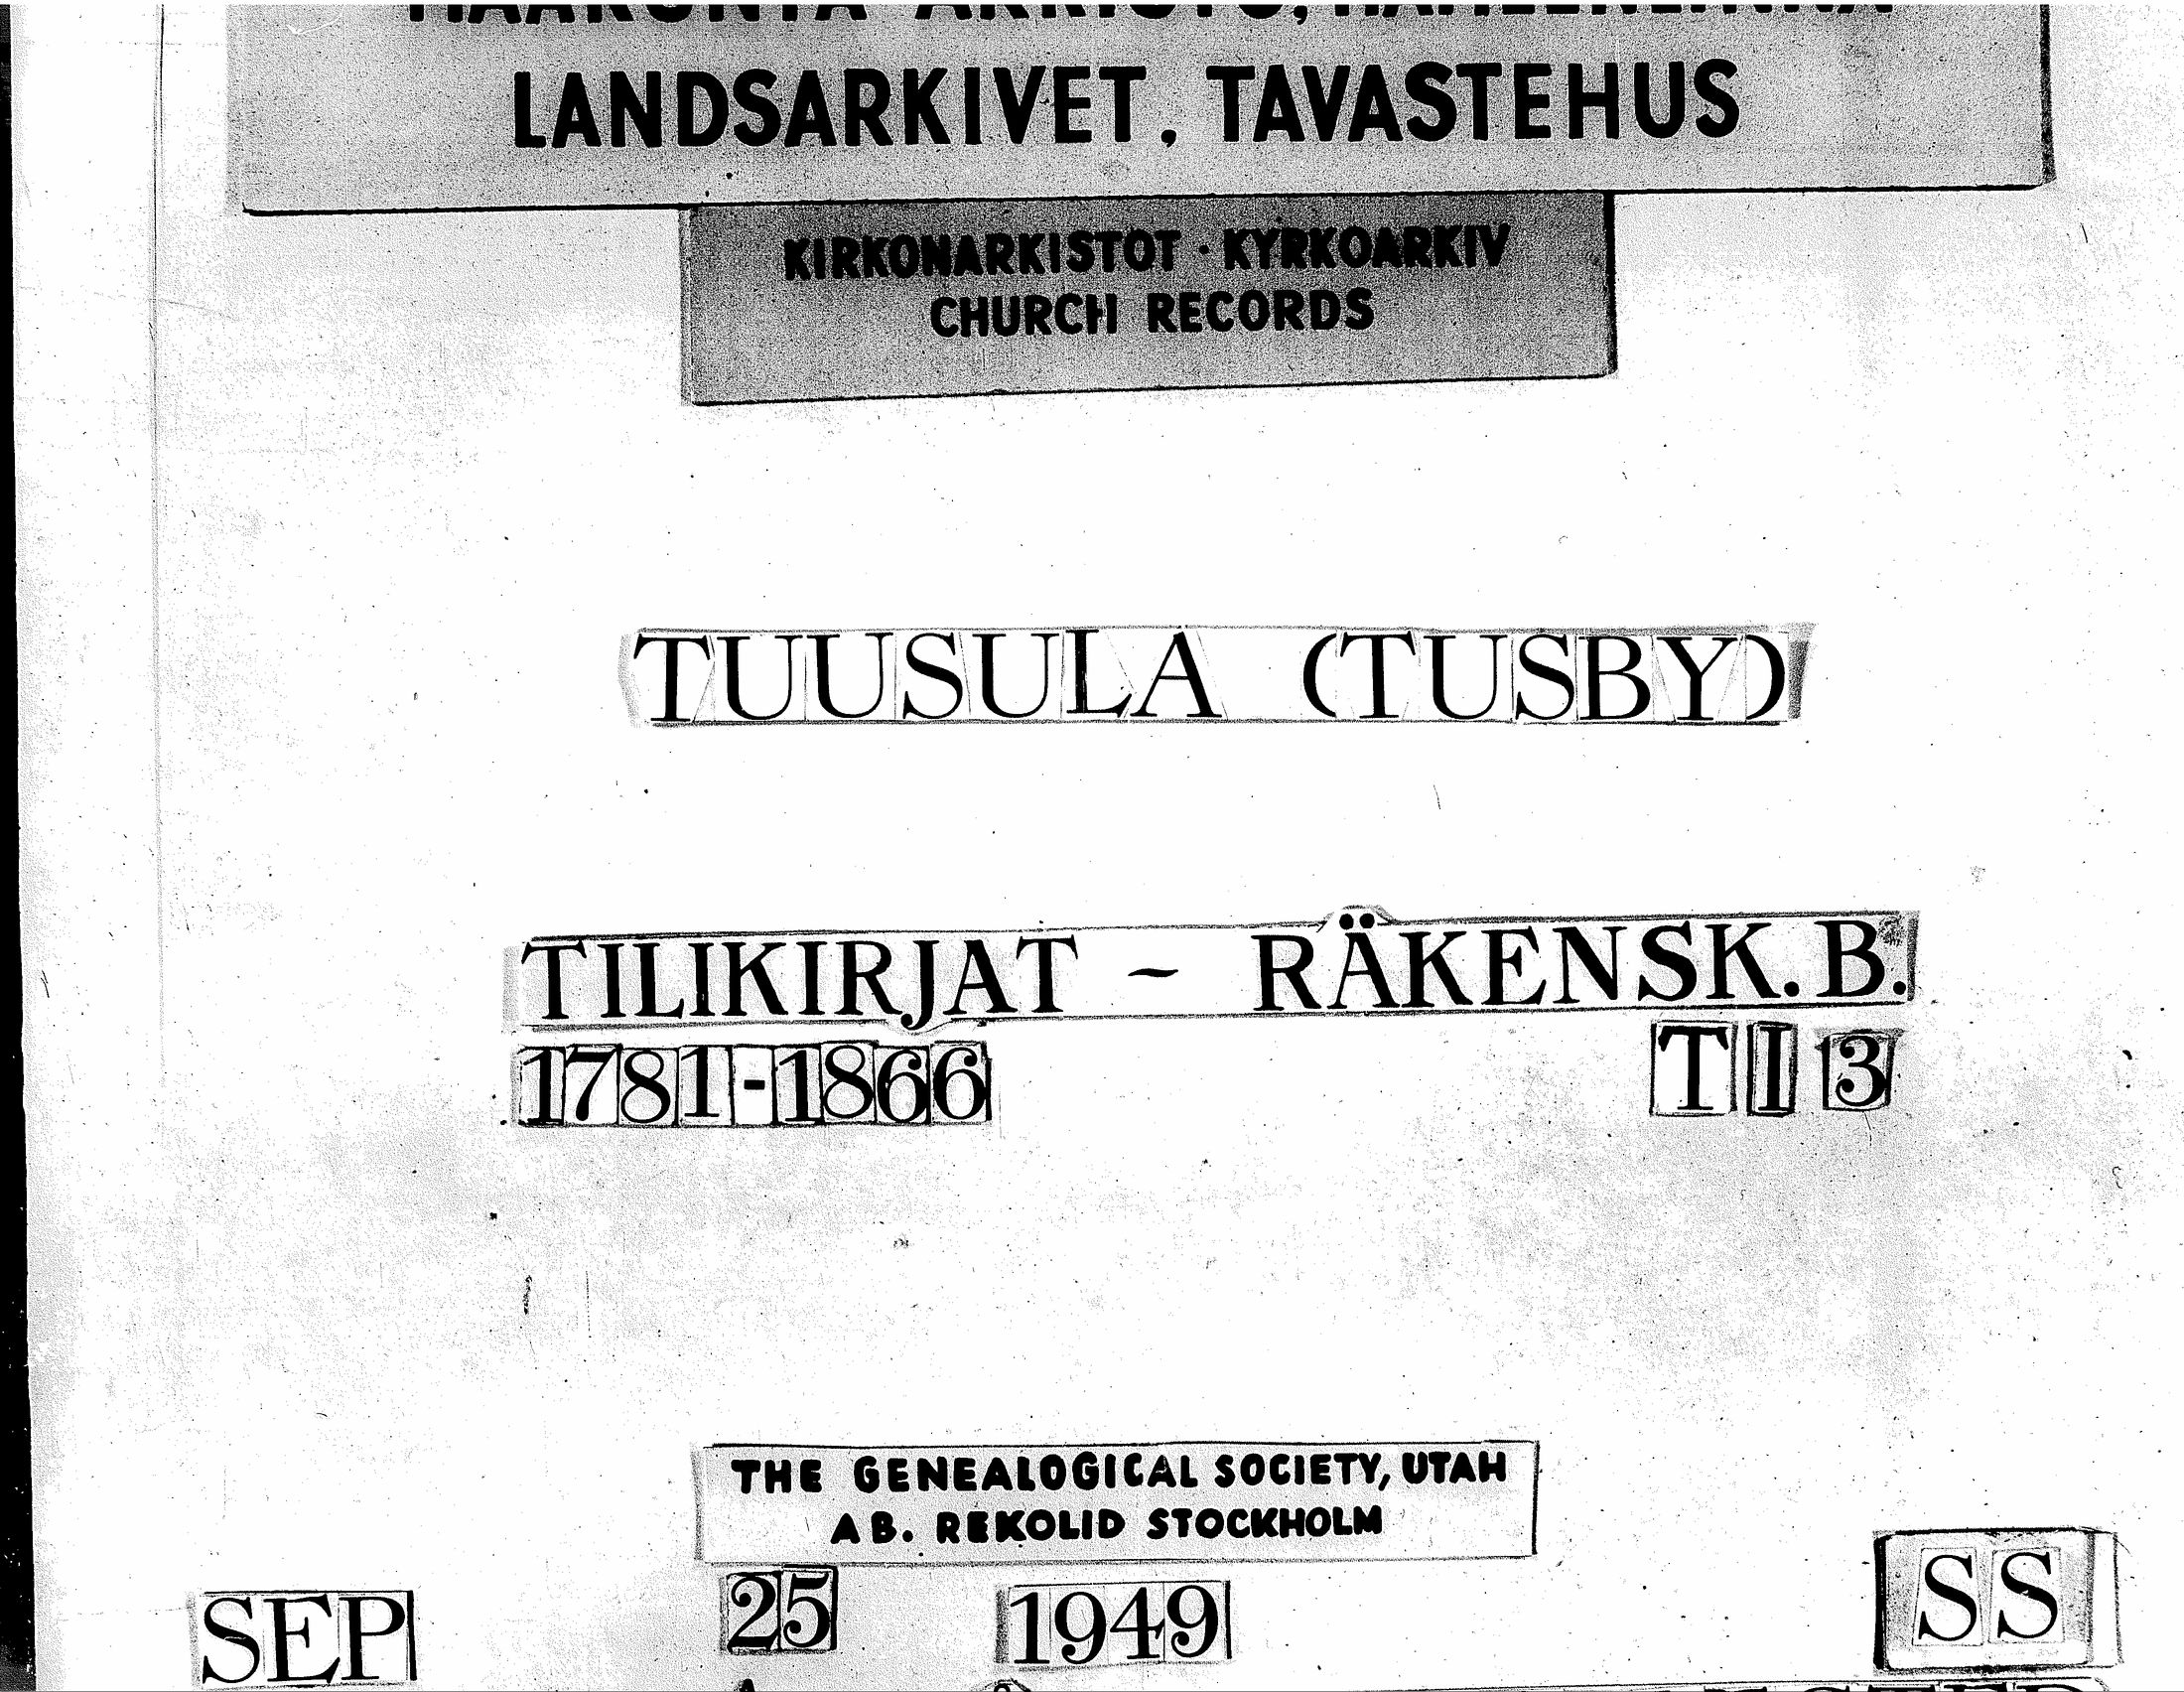 LANDSARKIVET, TAVASTEHUS
KIRKONARKISTOT · KYRKOARKIV
CHURCH RECORDS
TUUSULA (TUSBY)
TILIKIRJAT - RÄKENSK.B.
1781-1866 T I 3
THE GENEALOGICAL SOCIETY, UTAH
AB. REKOLID STOCKHOLM
SEP 25 1949 SS